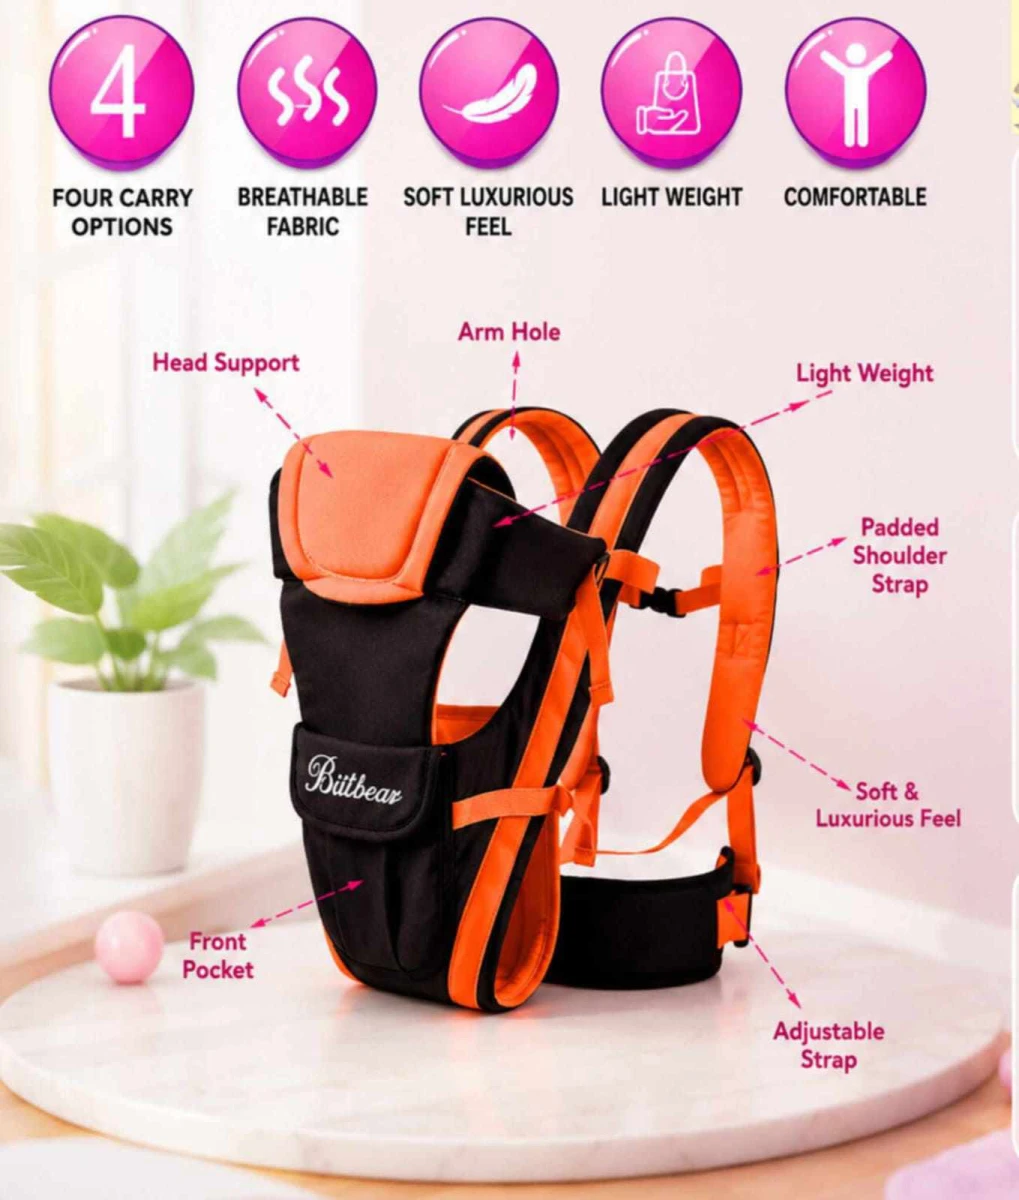 4
FOUR CARRY
OPTIONS
BREATHABLE
FABRIC
SOFT LUXURIOUS
FEEL
LIGHT WEIGHT
COMFORTABLE
Arm Hole
Head Support
Light Weight
Padded
Shoulder
Strap
Bütbear
Soft &
Luxurious Feel
Front
Pocket
Adjustable
Strap